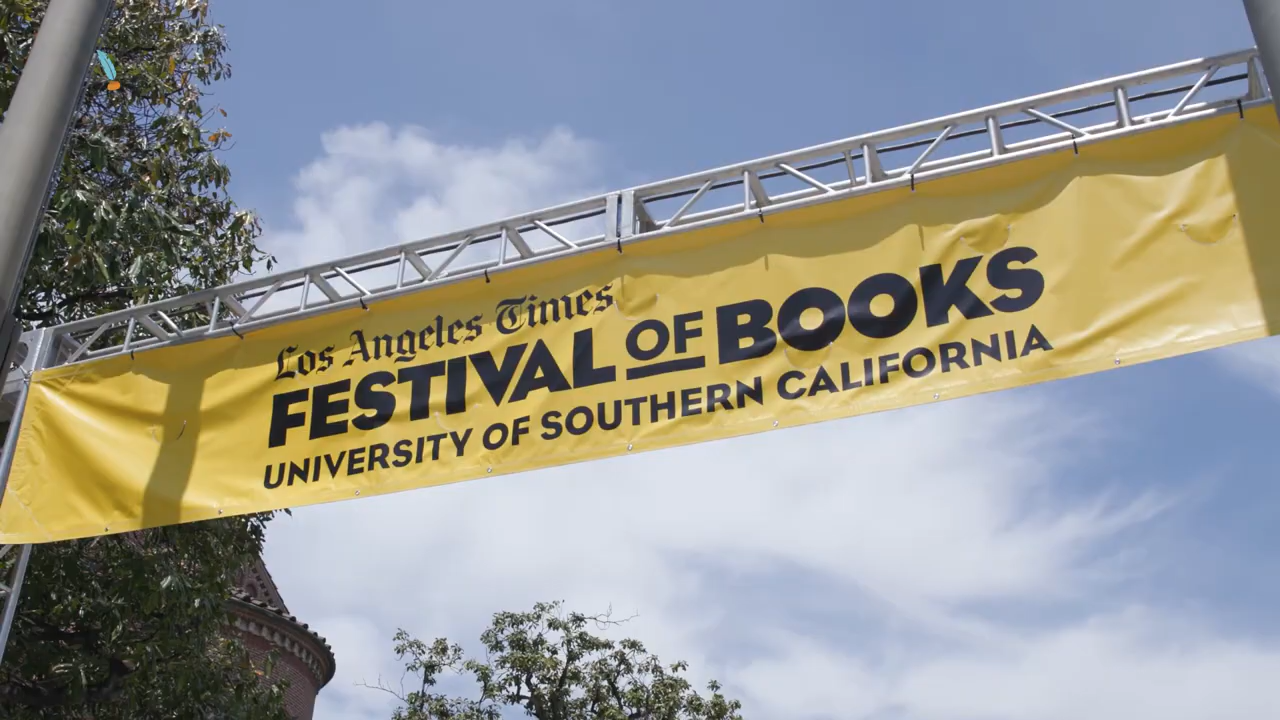 Los Angeles Times
FESTIVAL OF BOOKS
UNIVERSITY OF SOUTHERN CALIFORNIA